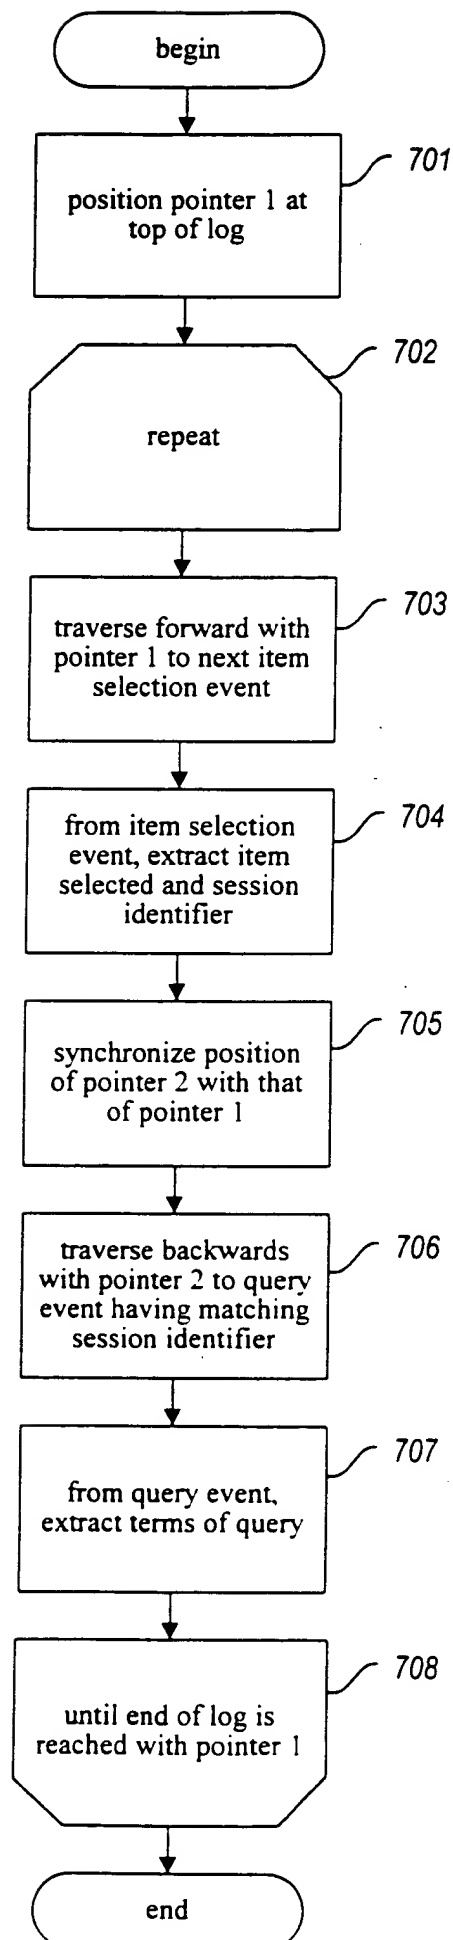 begin
701
position pointer 1 at
top of log
702
repeat
703
traverse forward with
pointer 1 to next item
selection event
704
from item selection
event, extract item
selected and session
identifier
705
synchronize position
of pointer 2 with that
of pointer 1
706
traverse backwards
with pointer 2 to query
event having matching
session identifier
707
from query event,
extract terms of query
708
until end of log is
reached with pointer 1
end